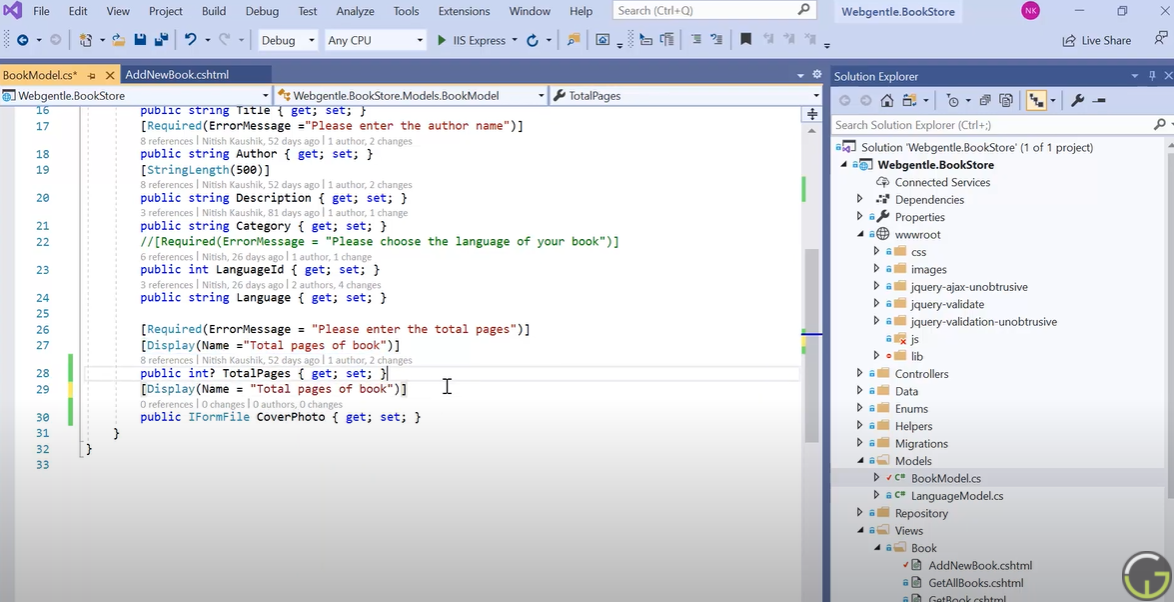 File Edit View Project Build Debug Test Analyze Tools Extensions Window Help Search (Ctrl+Q) Webgentle.BookStore NK
Debug Any CPU IIS Express Live Share
BookModel.cs* AddNewBook.cshtml
Webgentle.BookStore Webgentle.BookStore.Models.BookModel TotalPages
16 public string Title { get; set; }
17 [Required(ErrorMessage ="Please enter the author name")]
8 references | Nitish Kaushik, 52 days ago | 1 author, 2 changes
18 public string Author { get; set; }
19 [StringLength(500)]
8 references | Nitish Kaushik, 52 days ago | 1 author, 2 changes
20 public string Description { get; set; }
3 references | Nitish Kaushik, 81 days ago | 1 author, 1 change
21 public string Category { get; set; }
22 //[Required(ErrorMessage = "Please choose the language of your book")]
6 references | Nitish, 26 days ago | 1 author, 1 change
23 public int LanguageId { get; set; }
3 references | Nitish, 26 days ago | 2 authors, 4 changes
24 public string Language { get; set; }
25
26 [Required(ErrorMessage = "Please enter the total pages")]
27 [Display(Name ="Total pages of book")]
8 references | Nitish Kaushik, 52 days ago | 1 author, 2 changes
28 public int? TotalPages { get; set; }
29 [Display(Name = "Total pages of book")]
0 references | 0 changes | 0 authors, 0 changes
30 public IFormFile CoverPhoto { get; set; }
31 }
32 }
33
Solution Explorer
Search Solution Explorer (Ctrl+;)
Solution 'Webgentle.BookStore' (1 of 1 project)
Webgentle.BookStore
Connected Services
Dependencies
Properties
wwwroot
css
images
jquery-ajax-unobtrusive
jquery-validate
jquery-validation-unobtrusive
js
lib
Controllers
Data
Enums
Helpers
Migrations
Models
BookModel.cs
LanguageModel.cs
Repository
Views
Book
AddNewBook.cshtml
GetAllBooks.cshtml
GetBook.cshtml